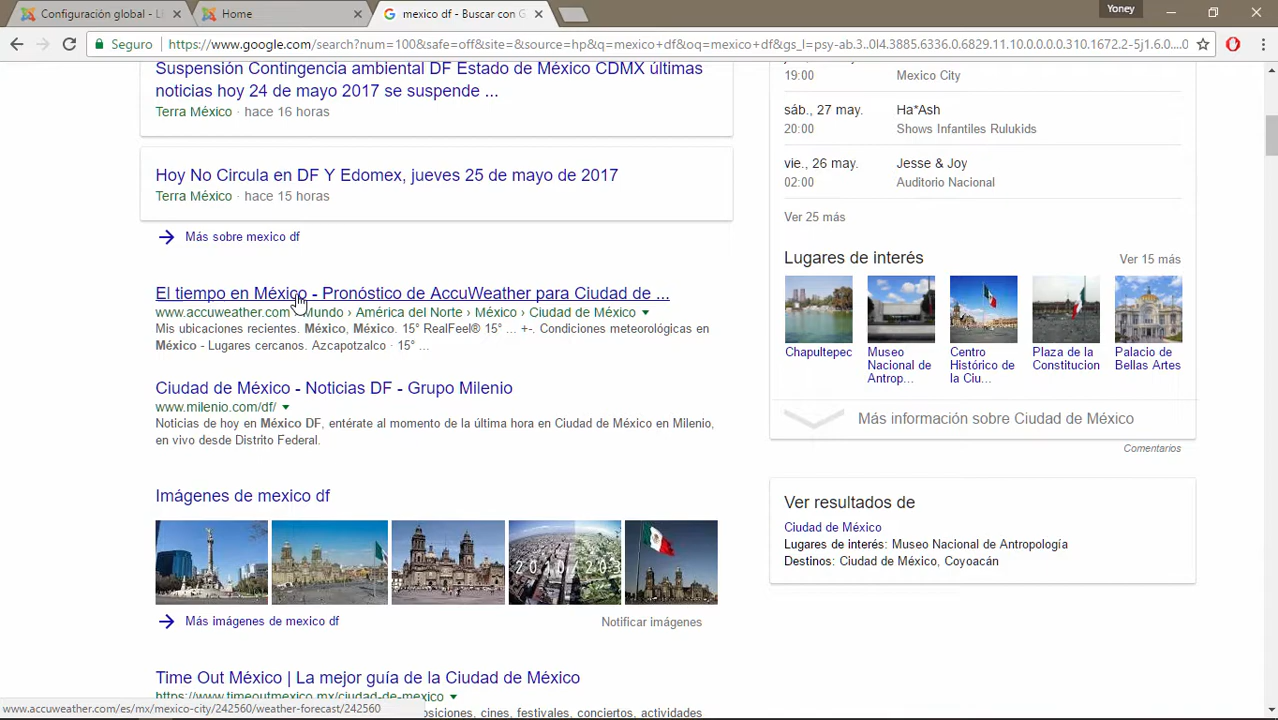 Configuración global - Li
Home
mexico df - Buscar con G
Yoney
Seguro
https://www.google.com/search?num=100&safe=off&site=&source=hp&q=mexico+df&oq=mexico+df&gs_l=psy-ab.3..0l4.3885.6336.0.6829.11.10.0.0.0.0.310.1672.2-5j1.6.0....0
Suspensión Contingencia ambiental DF Estado de México CDMX últimas
noticias hoy 24 de mayo 2017 se suspende ...
Terra México · hace 16 horas
Hoy No Circula en DF Y Edomex, jueves 25 de mayo de 2017
Terra México · hace 15 horas
Más sobre mexico df
El tiempo en México - Pronóstico de AccuWeather para Ciudad de ...
www.accuweather.com › Mundo › América del Norte › México › Ciudad de México
Mis ubicaciones recientes. México, México. 15° RealFeel® 15° ... +-. Condiciones meteorológicas en
México - Lugares cercanos. Azcapotzalco · 15° ...
Ciudad de México - Noticias DF - Grupo Milenio
www.milenio.com/df/
Noticias de hoy en México DF, entérate al momento de la última hora en Ciudad de México en Milenio,
en vivo desde Distrito Federal.
Imágenes de mexico df
2010/20
Más imágenes de mexico df
Notificar imágenes
Time Out México | La mejor guía de la Ciudad de México
https://www.timeoutmexico.mx/ciudad-de-mexico
posiciones, cines, festivales, conciertos, actividades
www.accuweather.com/es/mx/mexico-city/242560/weather-forecast/242560
19:00
Mexico City
sáb., 27 may.
Ha*Ash
20:00
Shows Infantiles Rulukids
vie., 26 may.
Jesse & Joy
02:00
Auditorio Nacional
Ver 25 más
Lugares de interés
Ver 15 más
Chapultepec
Museo
Nacional de
Antrop...
Centro
Histórico de
la Ciu...
Plaza de la
Constitucion
Palacio de
Bellas Artes
Más información sobre Ciudad de México
Comentarios
Ver resultados de
Ciudad de México
Lugares de interés: Museo Nacional de Antropología
Destinos: Ciudad de México, Coyoacán